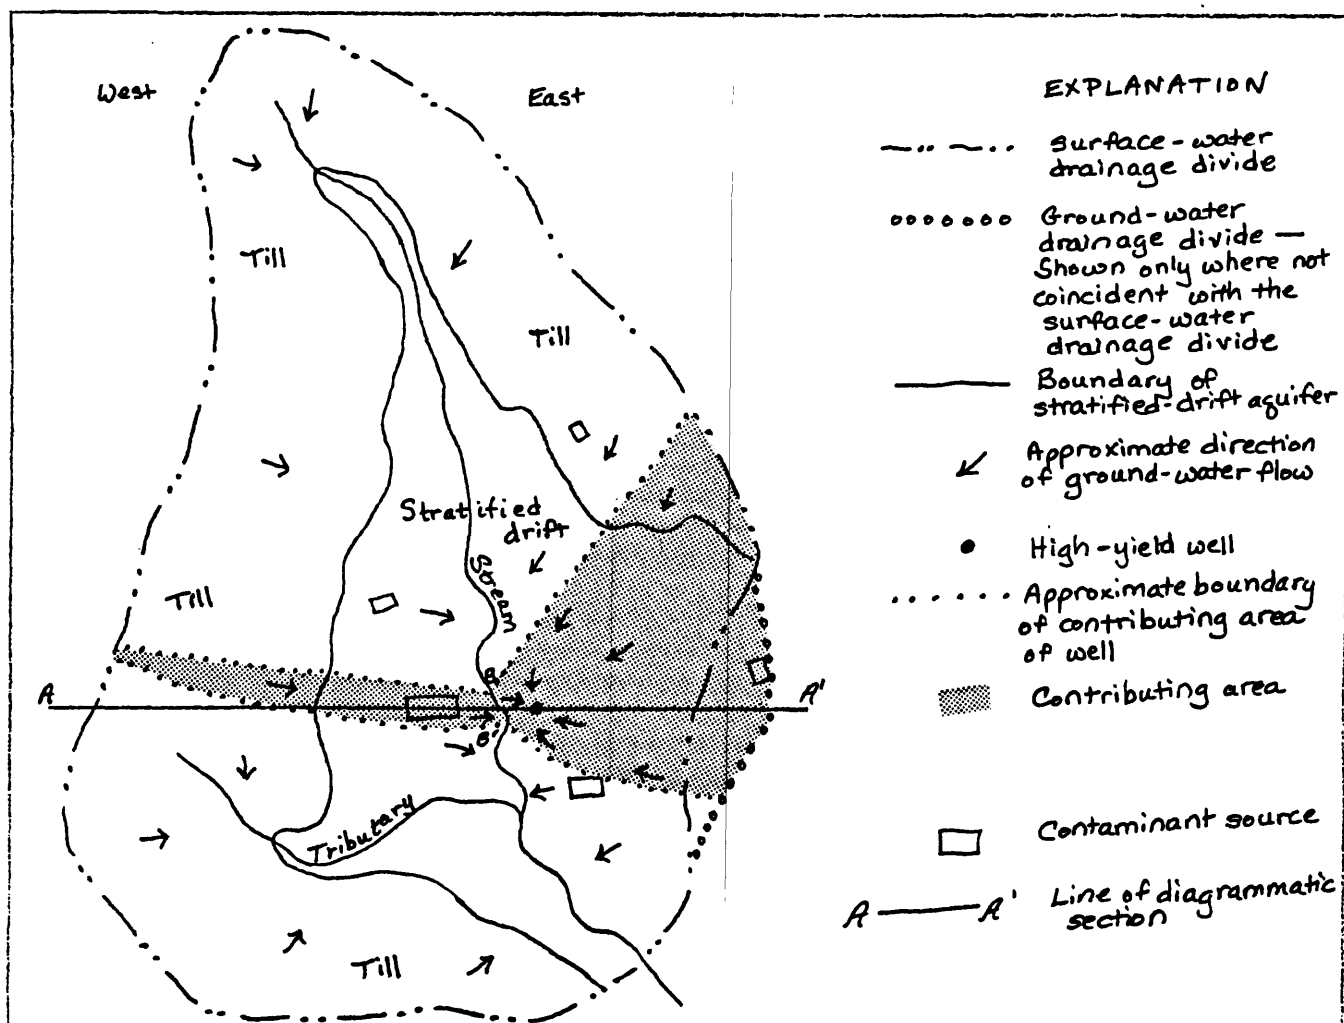 West
East
Till
Till
Stratified
drift
Stream
Till
B
A
A'
B'
Tributary
Till
EXPLANATION
Surface-water
drainage divide
Ground-water
drainage divide —
Shown only where not
coincident with the
surface-water
drainage divide
Boundary of
stratified-drift aquifer
Approximate direction
of ground-water flow
High-yield well
Approximate boundary
of contributing area
of well
Contributing area
Contaminant source
A A' Line of diagrammatic
section